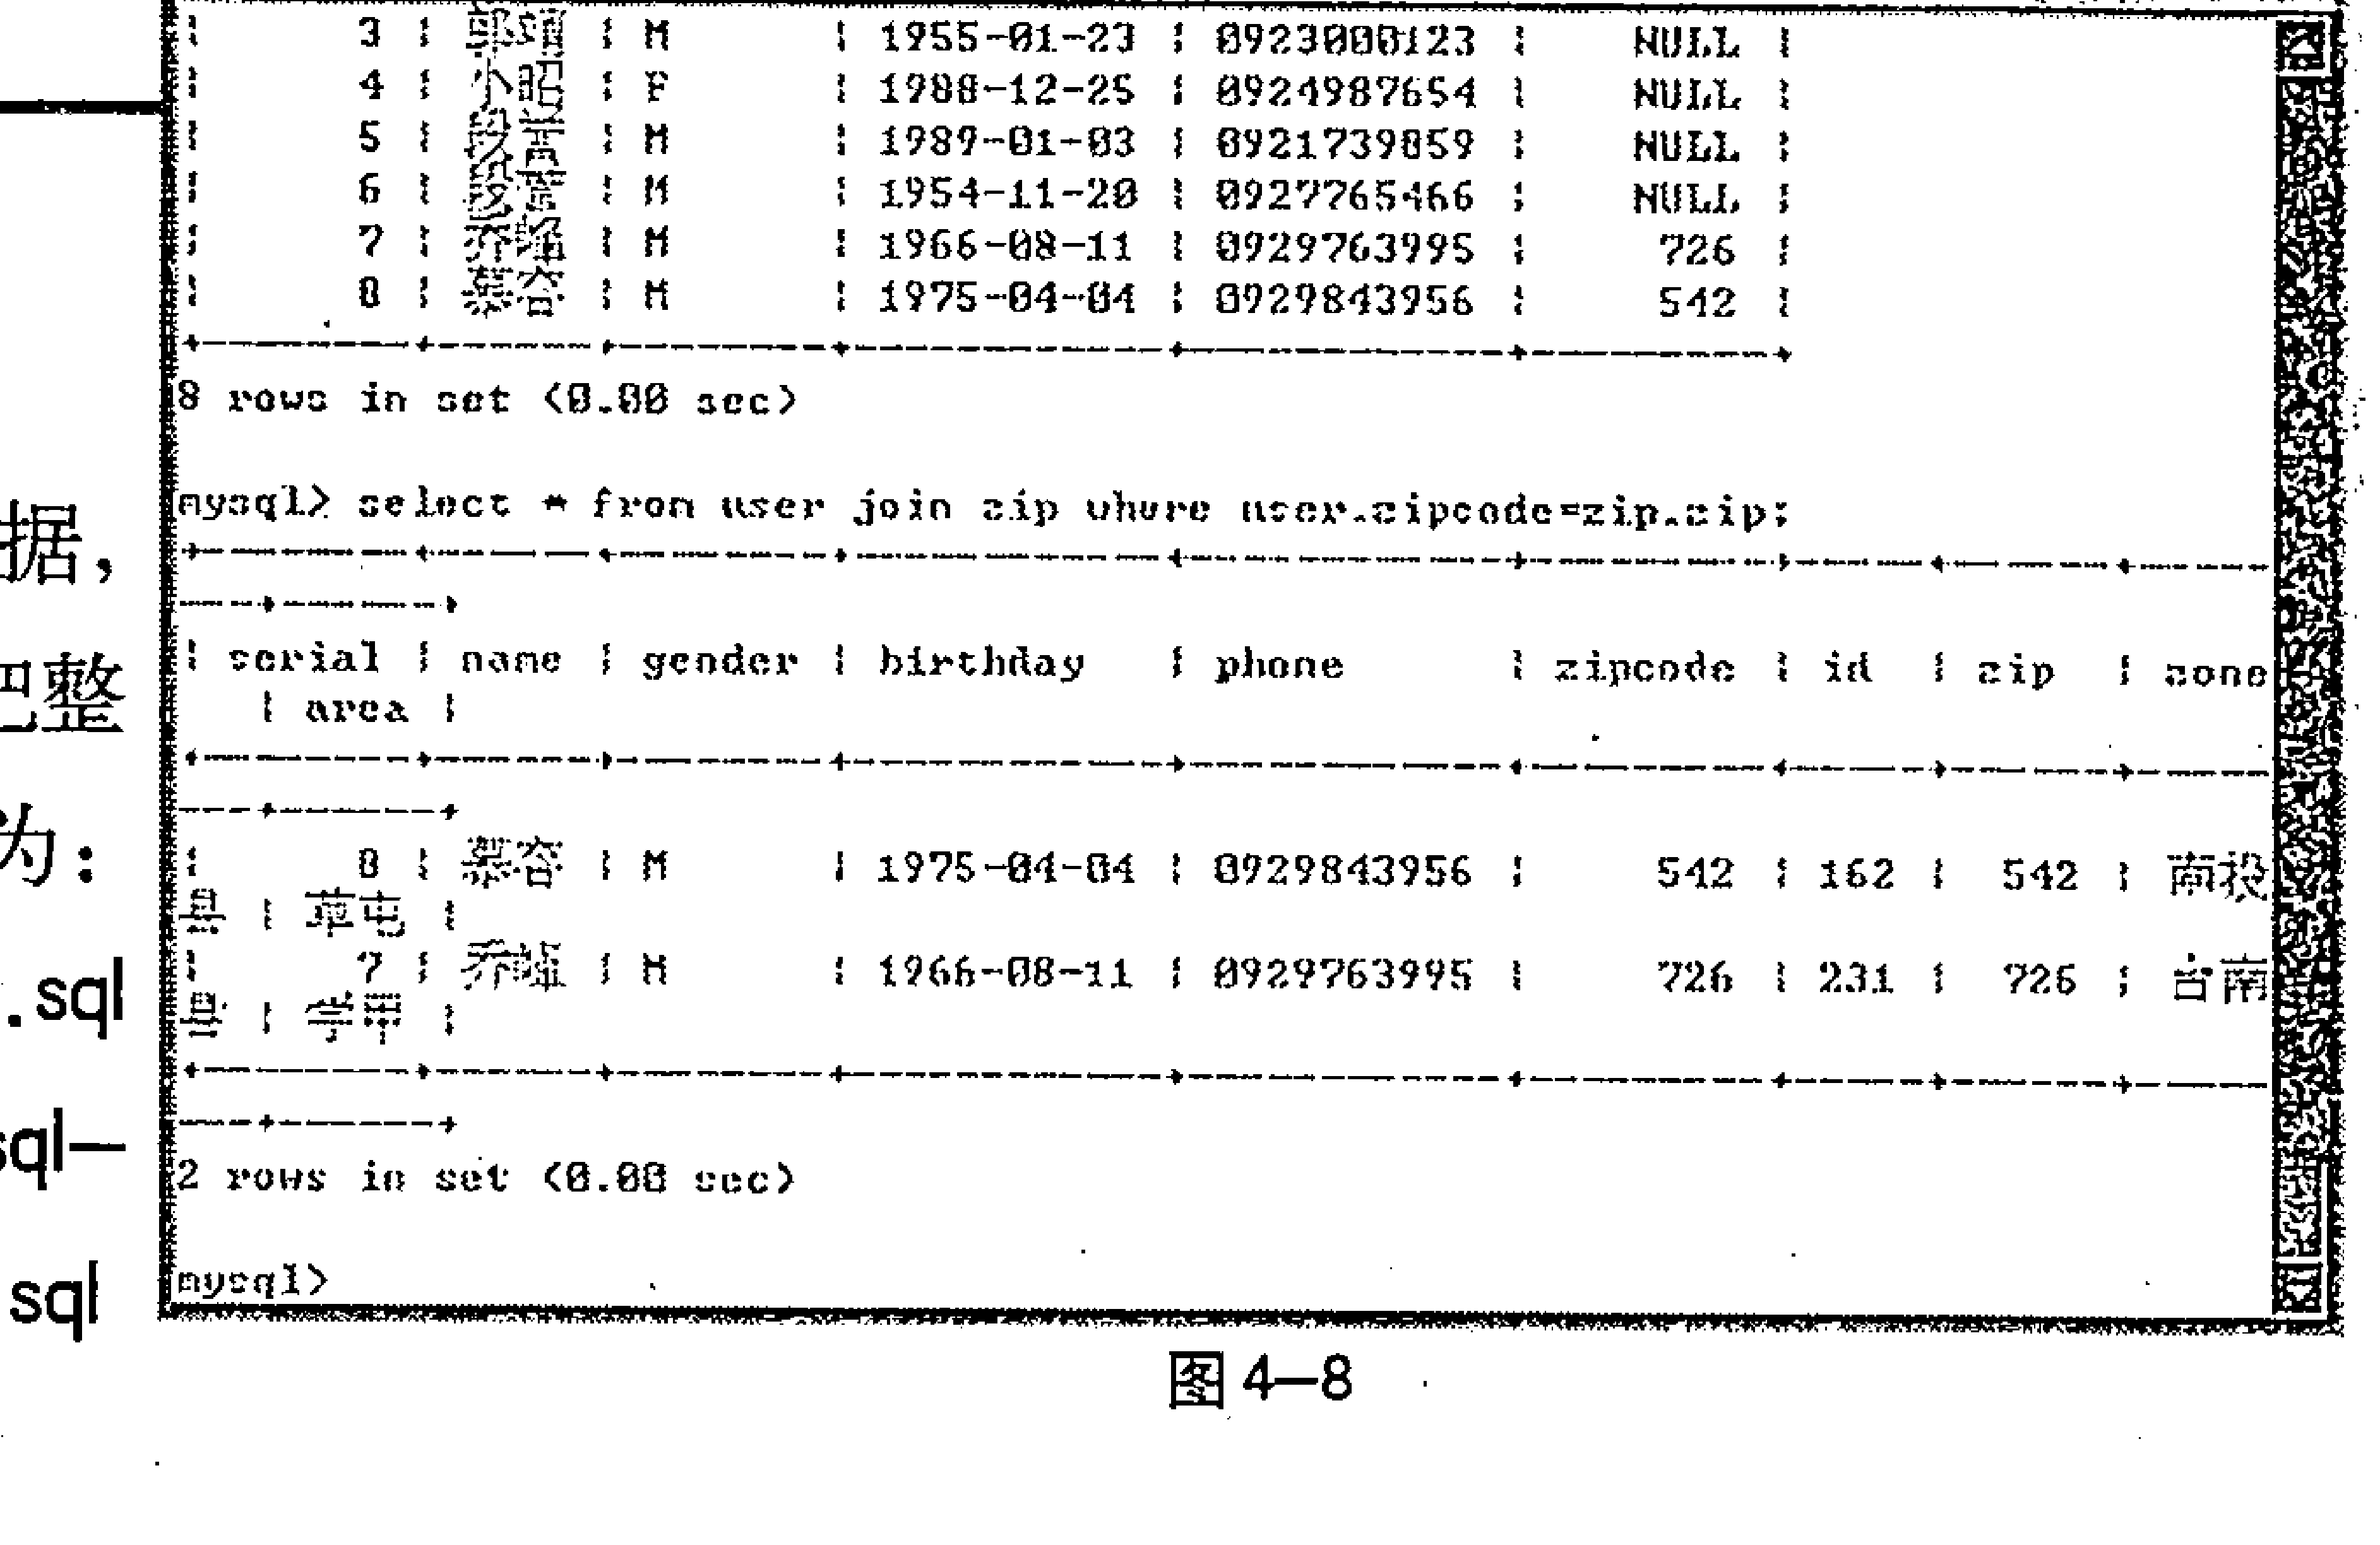 | 3 | 郭靖 | M | 1955-01-23 | 0923000123 | NULL |
| 4 | 小昭 | F | 1988-12-25 | 0924987654 | NULL |
| 5 | M | 1989-01-03 | 0921739859 | NULL |
| 6 | M | 1954-11-20 | 0927765466 | NULL |
| 7 | 乔峰 | M | 1966-08-11 | 0929763995 | 726 |
| 8 | 慕容 | M | 1975-04-04 | 0929843956 | 542 |
8 rows in set (0.00 sec)
据,
mysql> select * from user join zip where user.zipcode=zip.zip;
把整
| serial | name | gender | birthday | phone | zipcode | id | zip | zone
| area |
为:
| 8 | 慕容 | M | 1975-04-04 | 0929843956 | 542 | 162 | 542 | 南投
县 | 草屯 |
.sql
| 7 | 乔峰 | M | 1966-08-11 | 0929763995 | 726 | 231 | 726 | 台南
县 | 学甲 |
sql—
2 rows in set (0.00 sec)
sql
mysql>
图 4—8